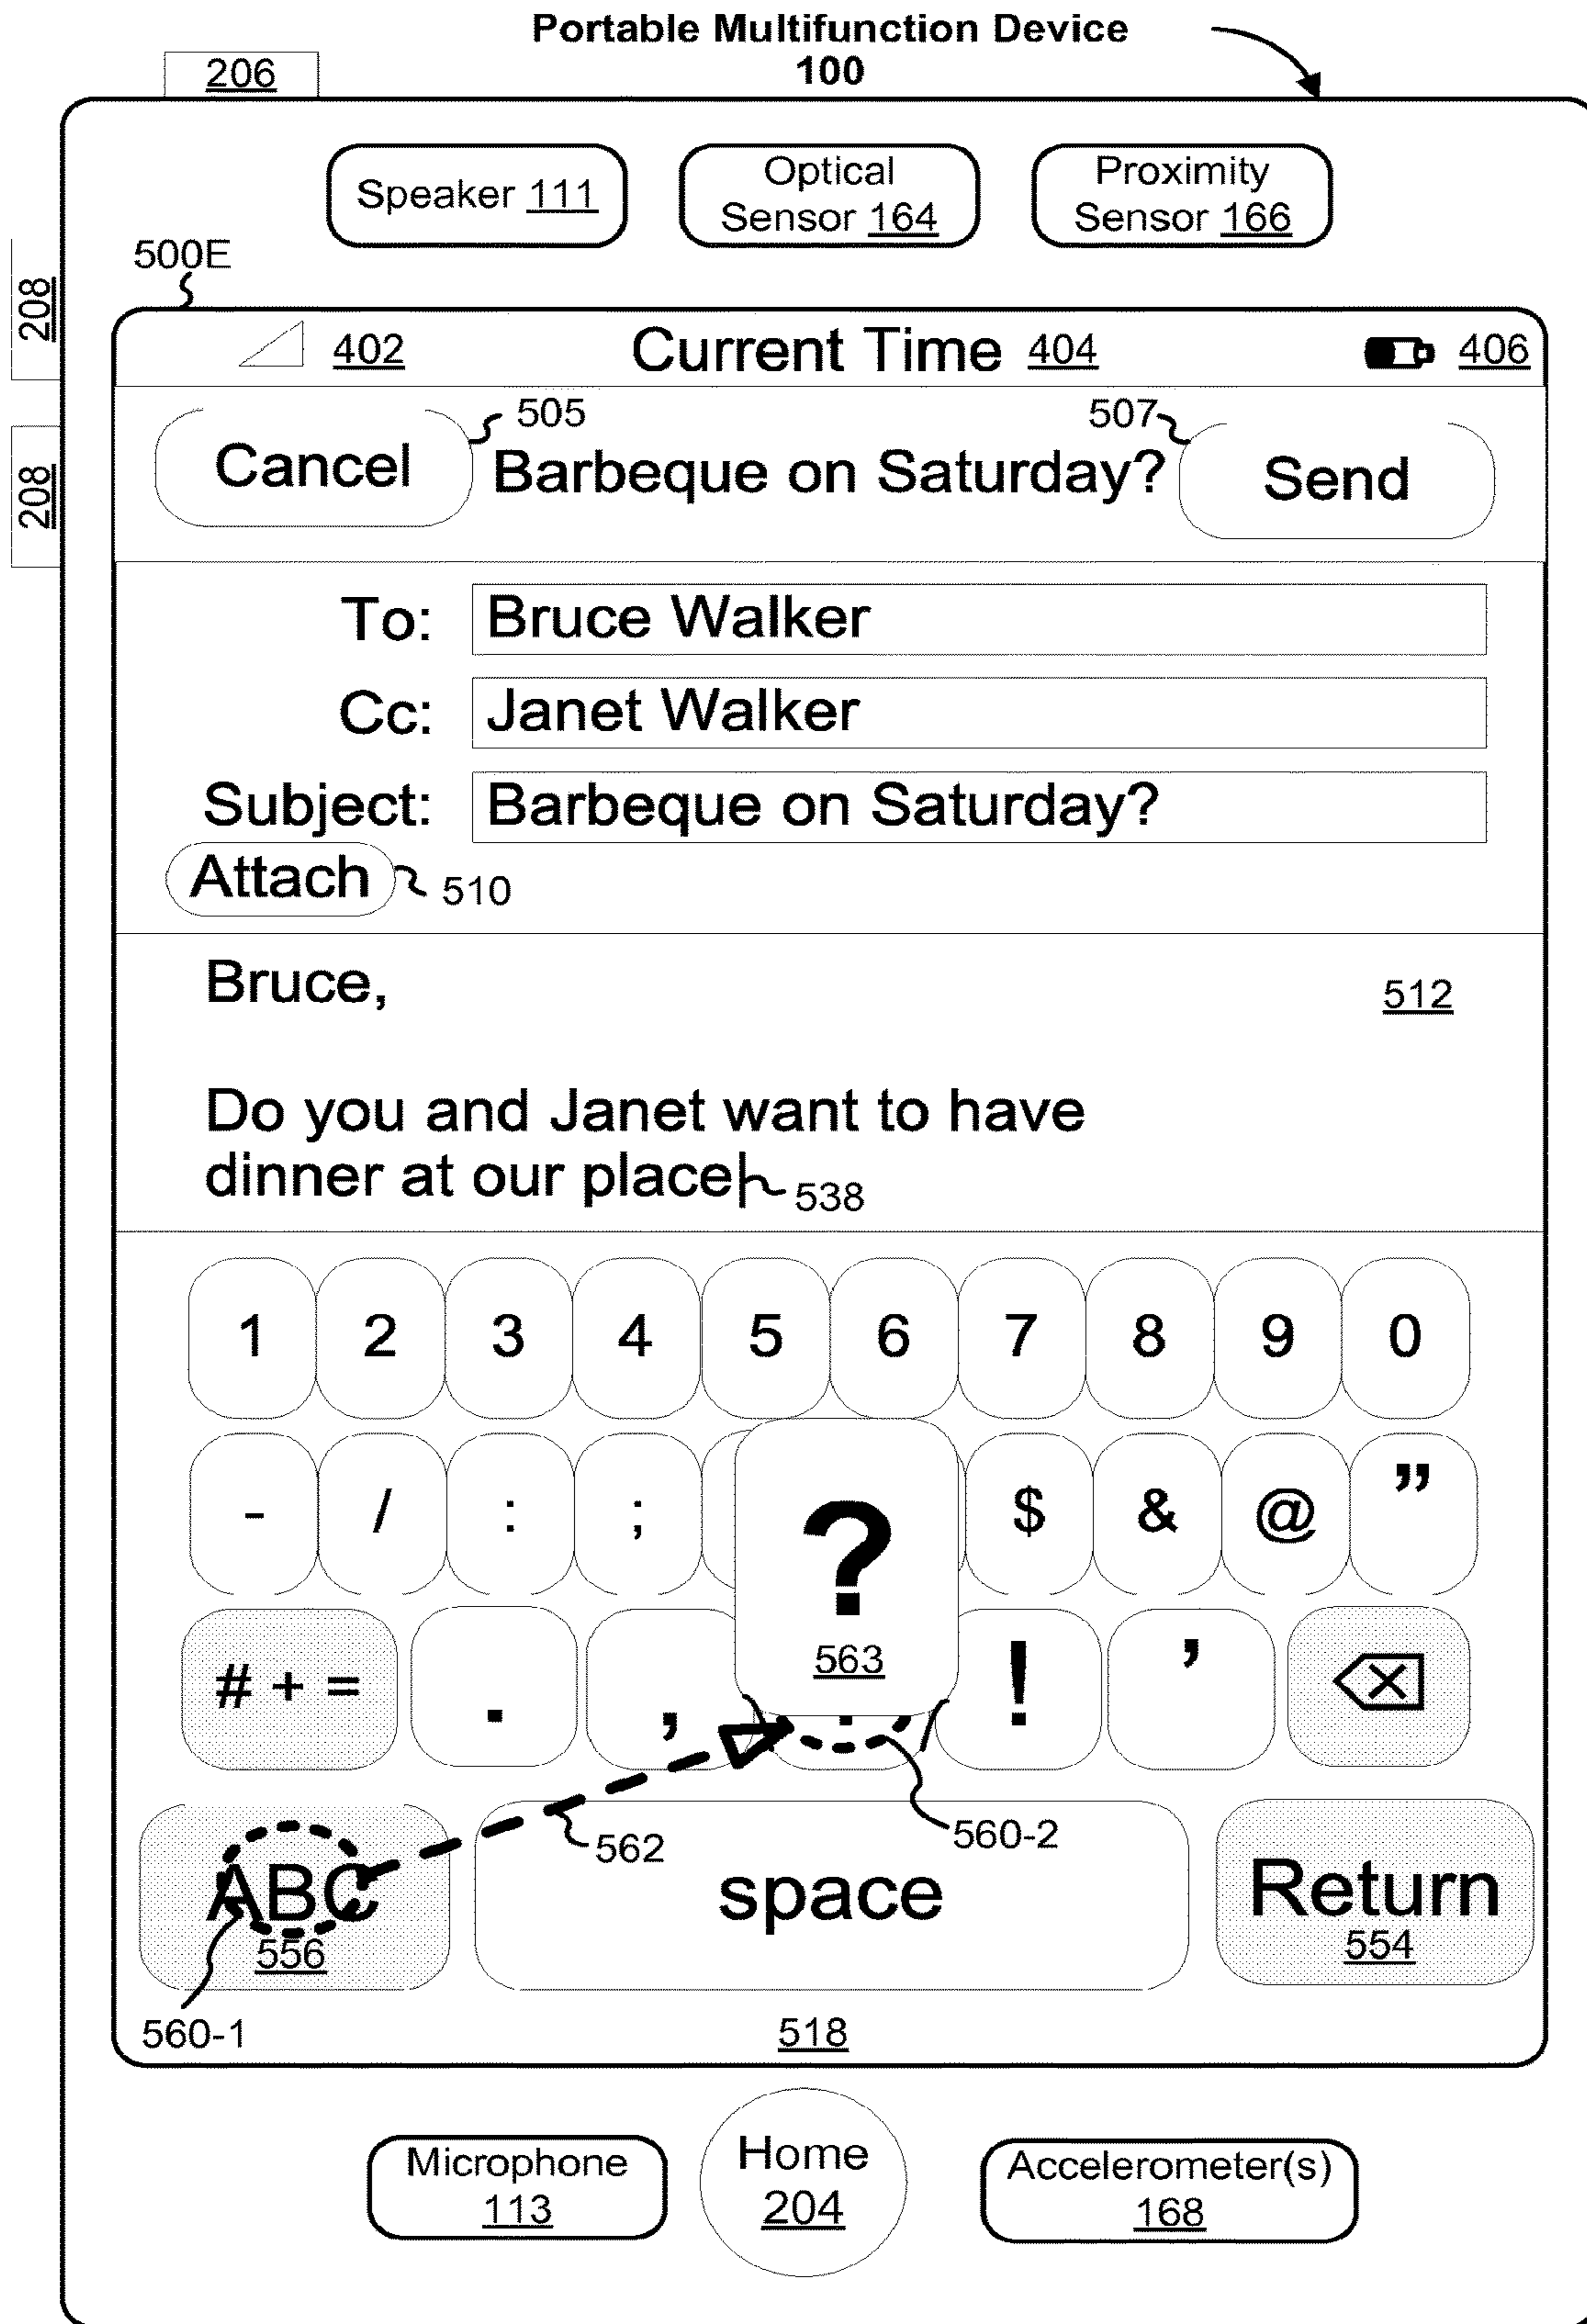 Portable Multifunction Device
100
206
Speaker 111
Optical
Sensor 164
Proximity
Sensor 166
500E
208
208
402
Current Time 404
406
Cancel
505
Barbeque on Saturday?
507
Send
To: Bruce Walker
Cc: Janet Walker
Subject: Barbeque on Saturday?
Attach
510
Bruce,
512
Do you and Janet want to have
dinner at our place
538
1 2 3 4 5 6 7 8 9 0
- / : ; $ & @ ”
?
563
# + = . , ! ’
562
560-2
ABC
556
space
Return
554
560-1
518
Microphone
113
Home
204
Accelerometer(s)
168